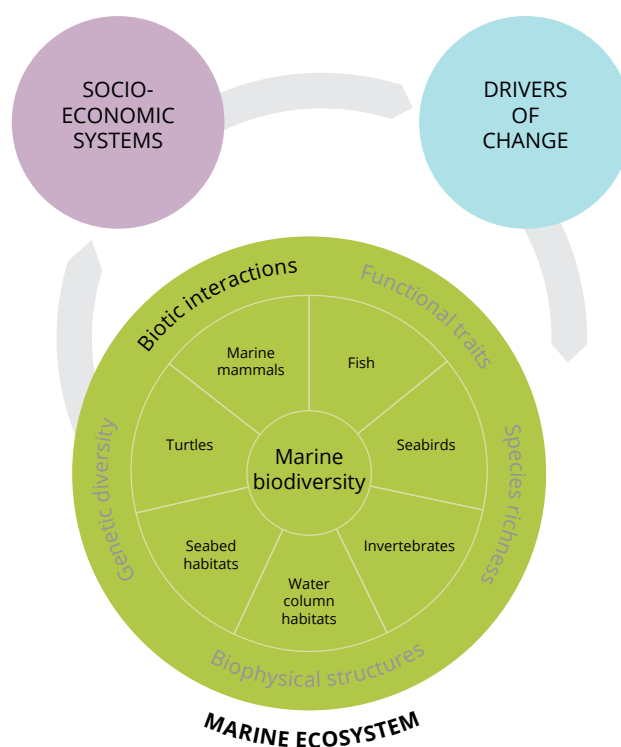 SOCIO-
ECONOMIC
SYSTEMS
DRIVERS
OF
CHANGE
Biotic interactions
Functional traits
Marine
mammals
Fish
Turtles
Seabirds
Marine
biodiversity
Genetic diversity
Species richness
Seabed
habitats
Invertebrates
Water
column
habitats
Biophysical structures
MARINE ECOSYSTEM